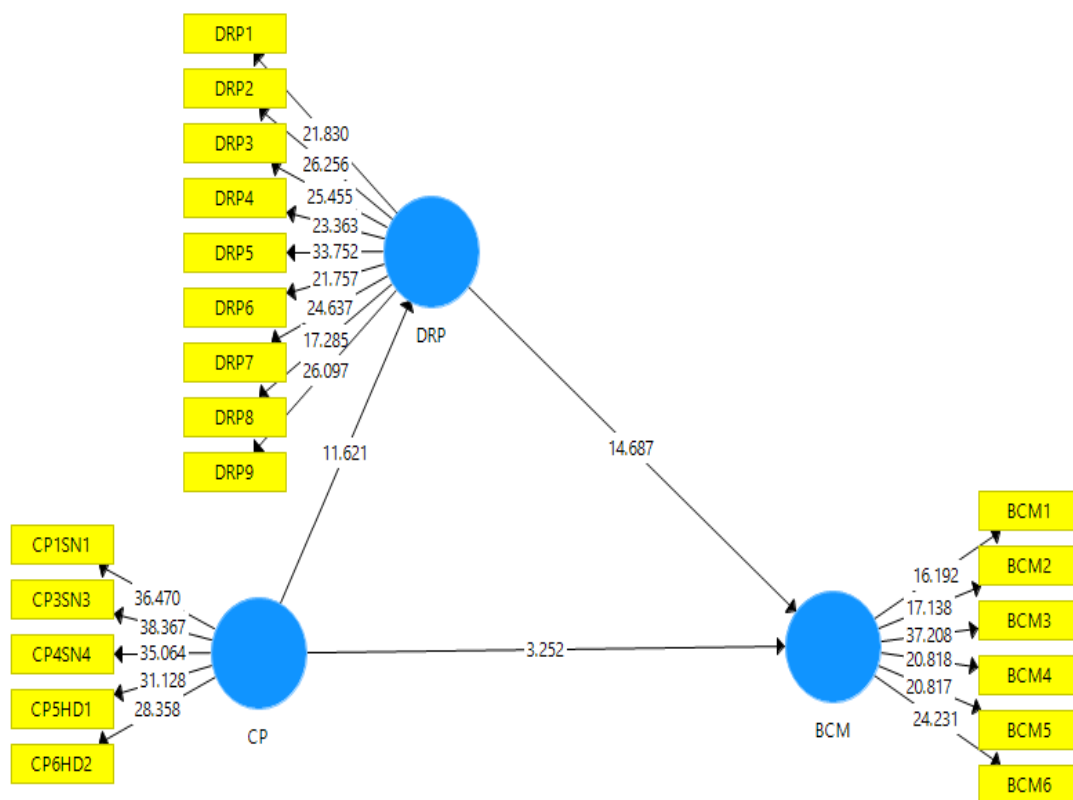 DRP1
DRP2
DRP3
DRP4
DRP5
DRP6
DRP7
DRP8
DRP9
21.830
26.256
25.455
23.363
33.752
21.757
24.637
17.285
26.097
DRP
11.621
14.687
3.252
CP1SN1
CP3SN3
CP4SN4
CP5HD1
CP6HD2
36.470
38.367
35.064
31.128
28.358
CP
BCM
16.192
17.138
37.208
20.818
20.817
24.231
BCM1
BCM2
BCM3
BCM4
BCM5
BCM6